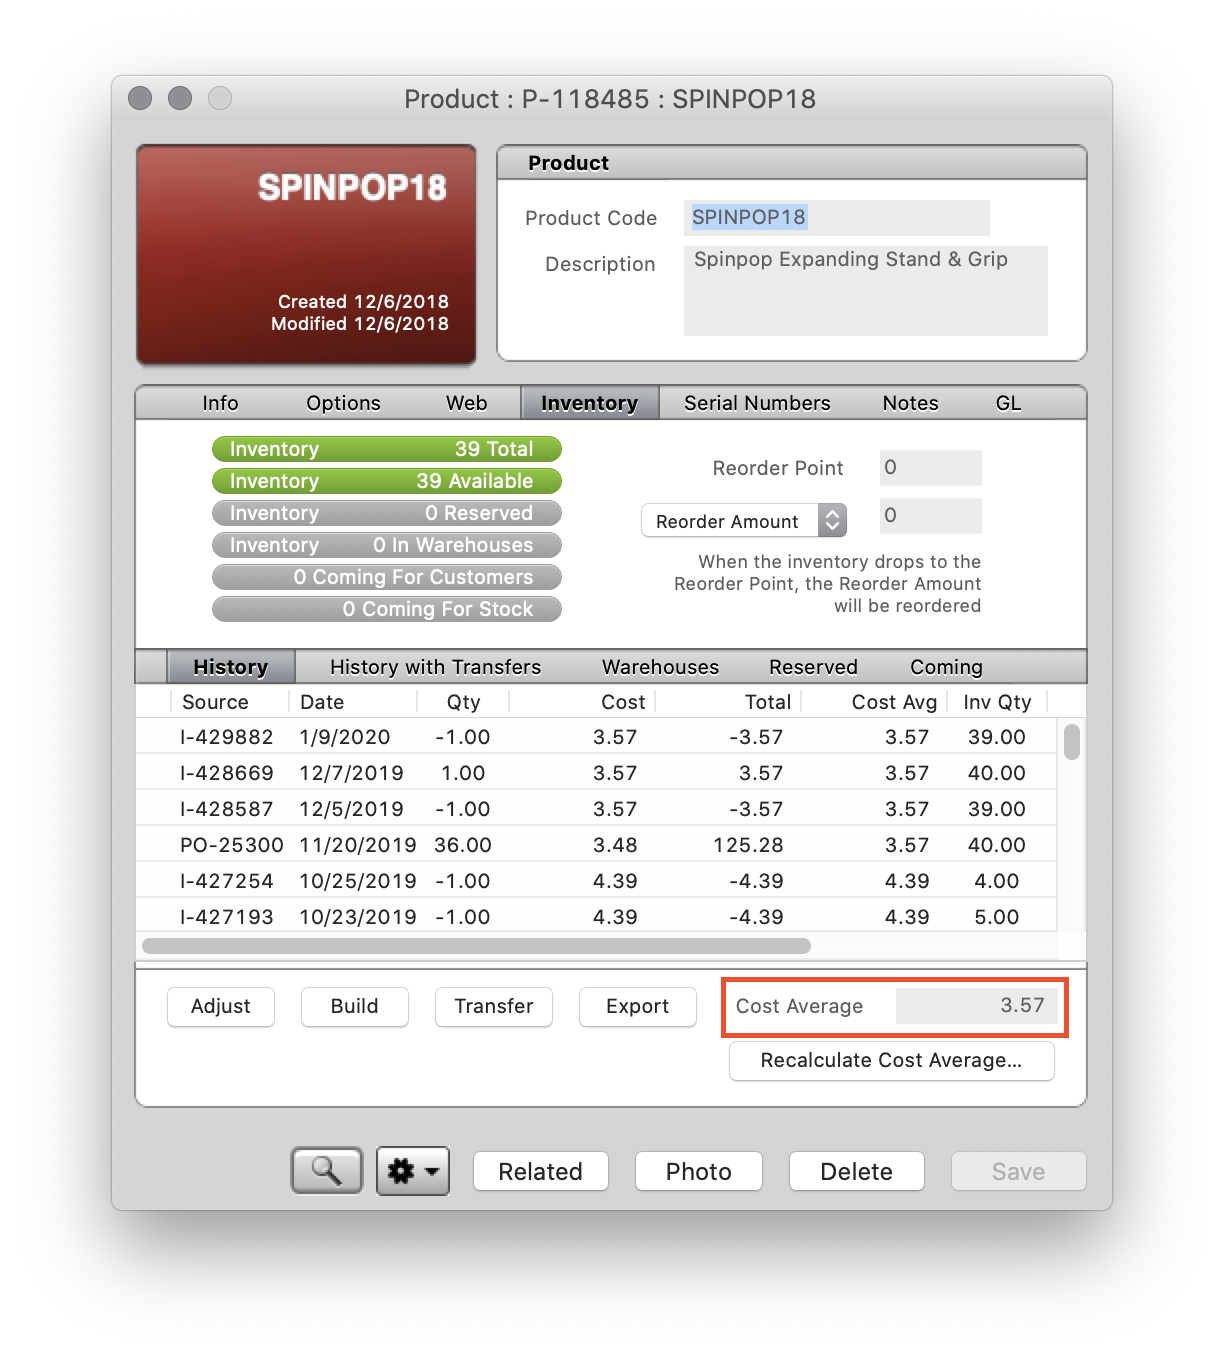 Product : P-118485 : SPINPOP18
SPINPOP18
Created 12/6/2018
Modified 12/6/2018
Product
Product Code SPINPOP18
Description Spinpop Expanding Stand & Grip
Info Options Web Inventory Serial Numbers Notes GL
Inventory 39 Total
Inventory 39 Available
Inventory 0 Reserved
Inventory 0 In Warehouses
0 Coming For Customers
0 Coming For Stock
Reorder Point 0
Reorder Amount 0
When the inventory drops to the
Reorder Point, the Reorder Amount
will be reordered
History History with Transfers Warehouses Reserved Coming
Source Date Qty Cost Total Cost Avg Inv Qty
I-429882 1/9/2020 -1.00 3.57 -3.57 3.57 39.00
I-428669 12/7/2019 1.00 3.57 3.57 3.57 40.00
I-428587 12/5/2019 -1.00 3.57 -3.57 3.57 39.00
PO-25300 11/20/2019 36.00 3.48 125.28 3.57 40.00
I-427254 10/25/2019 -1.00 4.39 -4.39 4.39 4.00
I-427193 10/23/2019 -1.00 4.39 -4.39 4.39 5.00
Adjust Build Transfer Export Cost Average 3.57
Recalculate Cost Average...
Related Photo Delete Save